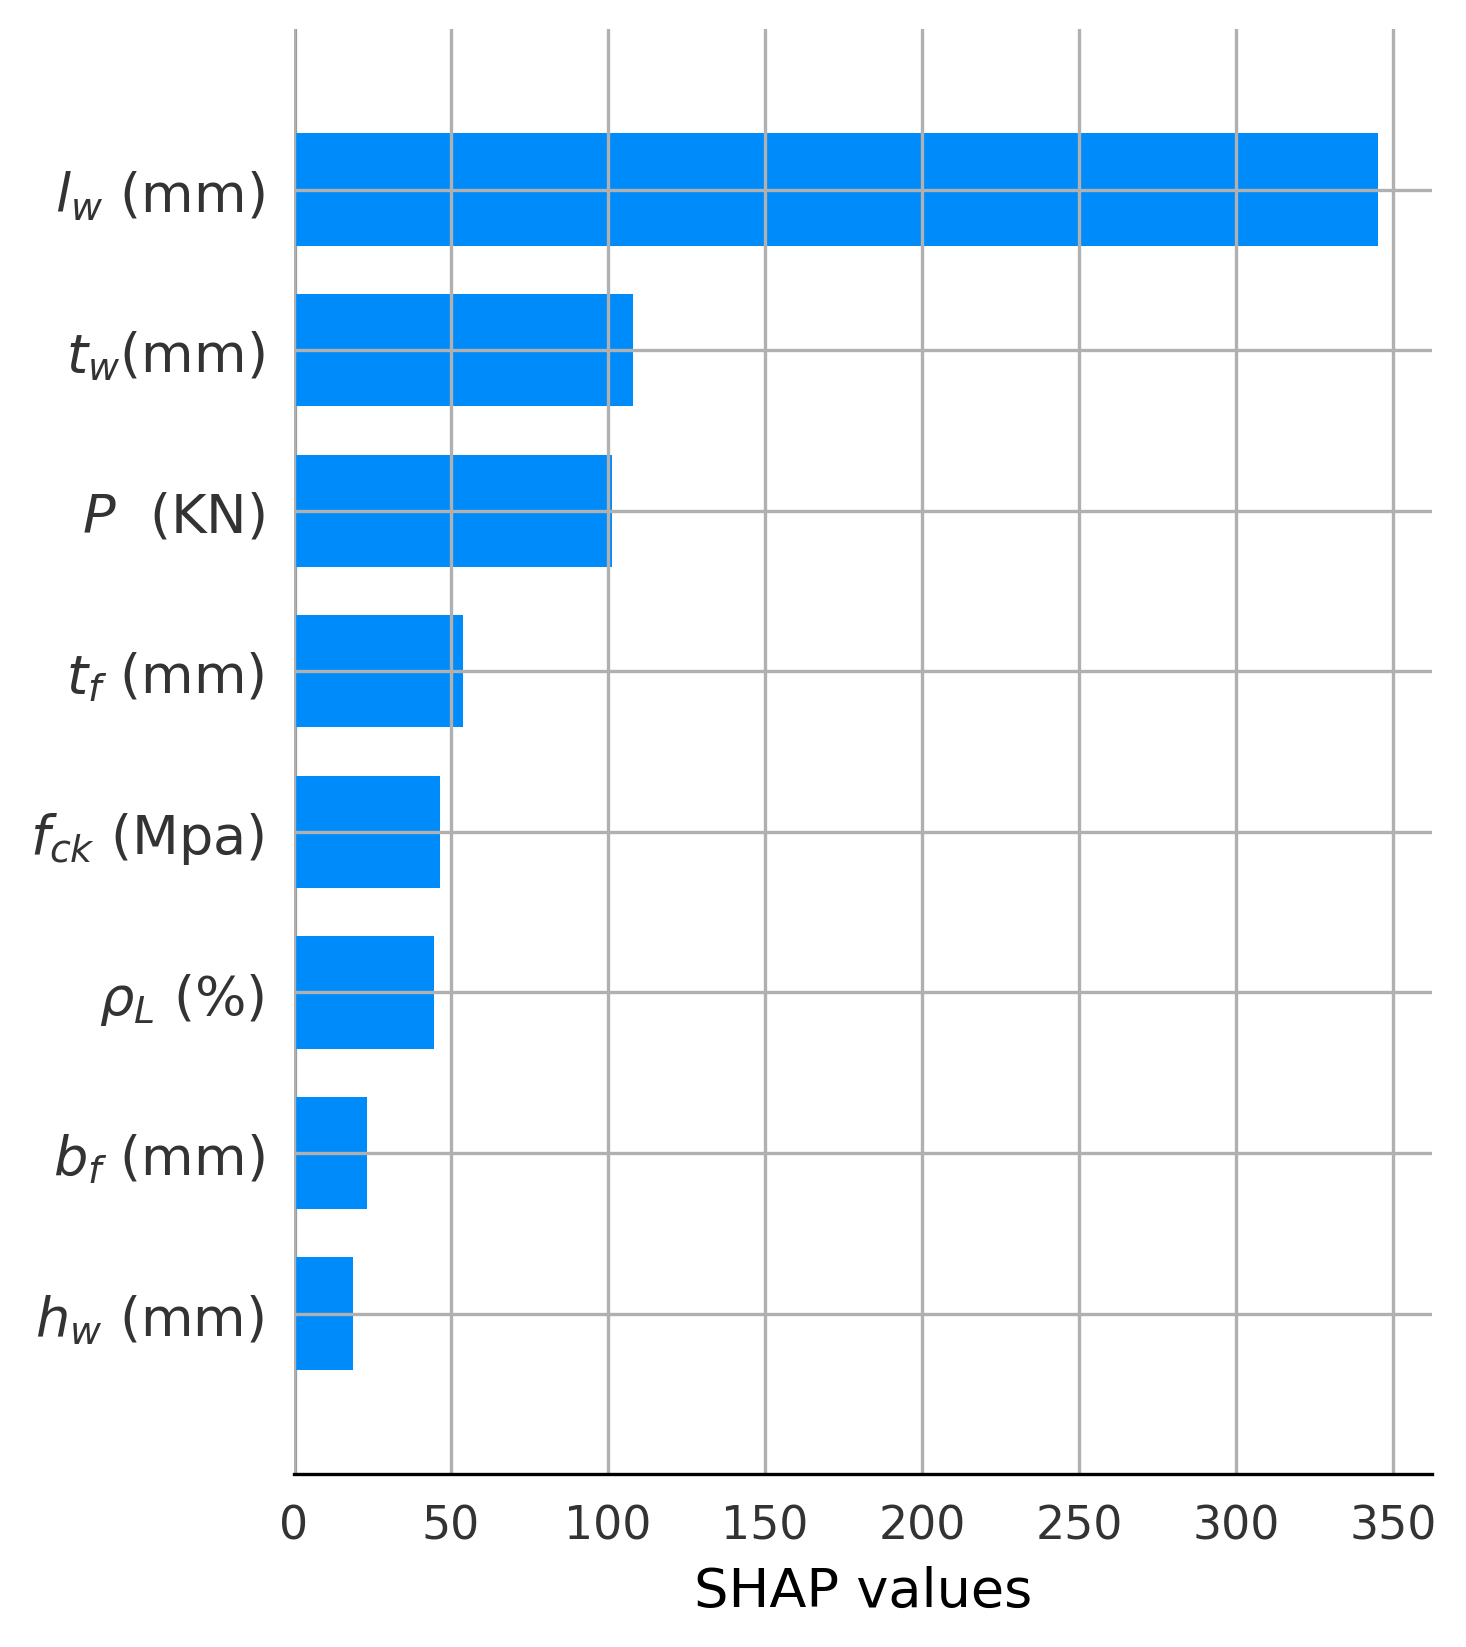 l_w (mm)
t_w(mm)
P (KN)
t_f (mm)
f_ck (Mpa)
ρ_L (%)
b_f (mm)
h_w (mm)
0 50 100 150 200 250 300 350
SHAP values